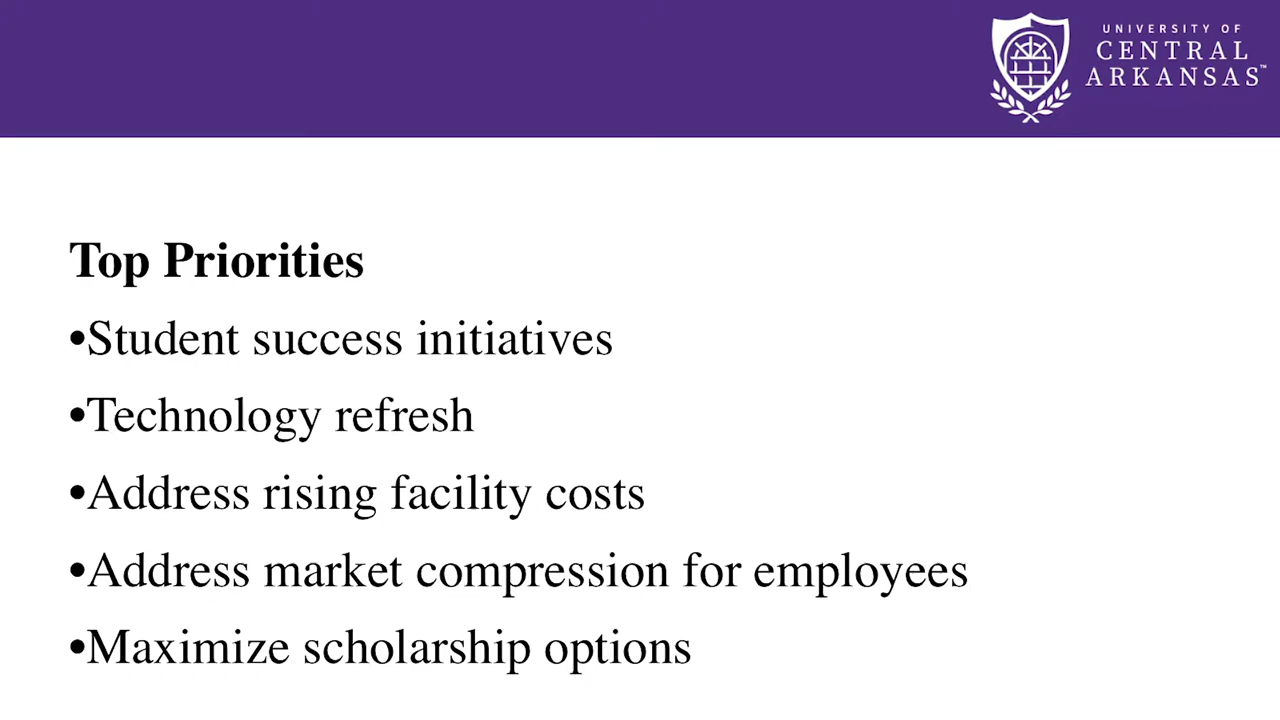 UNIVERSITY OF
CENTRAL
ARKANSAS™
Top Priorities
•Student success initiatives
•Technology refresh
•Address rising facility costs
•Address market compression for employees
•Maximize scholarship options